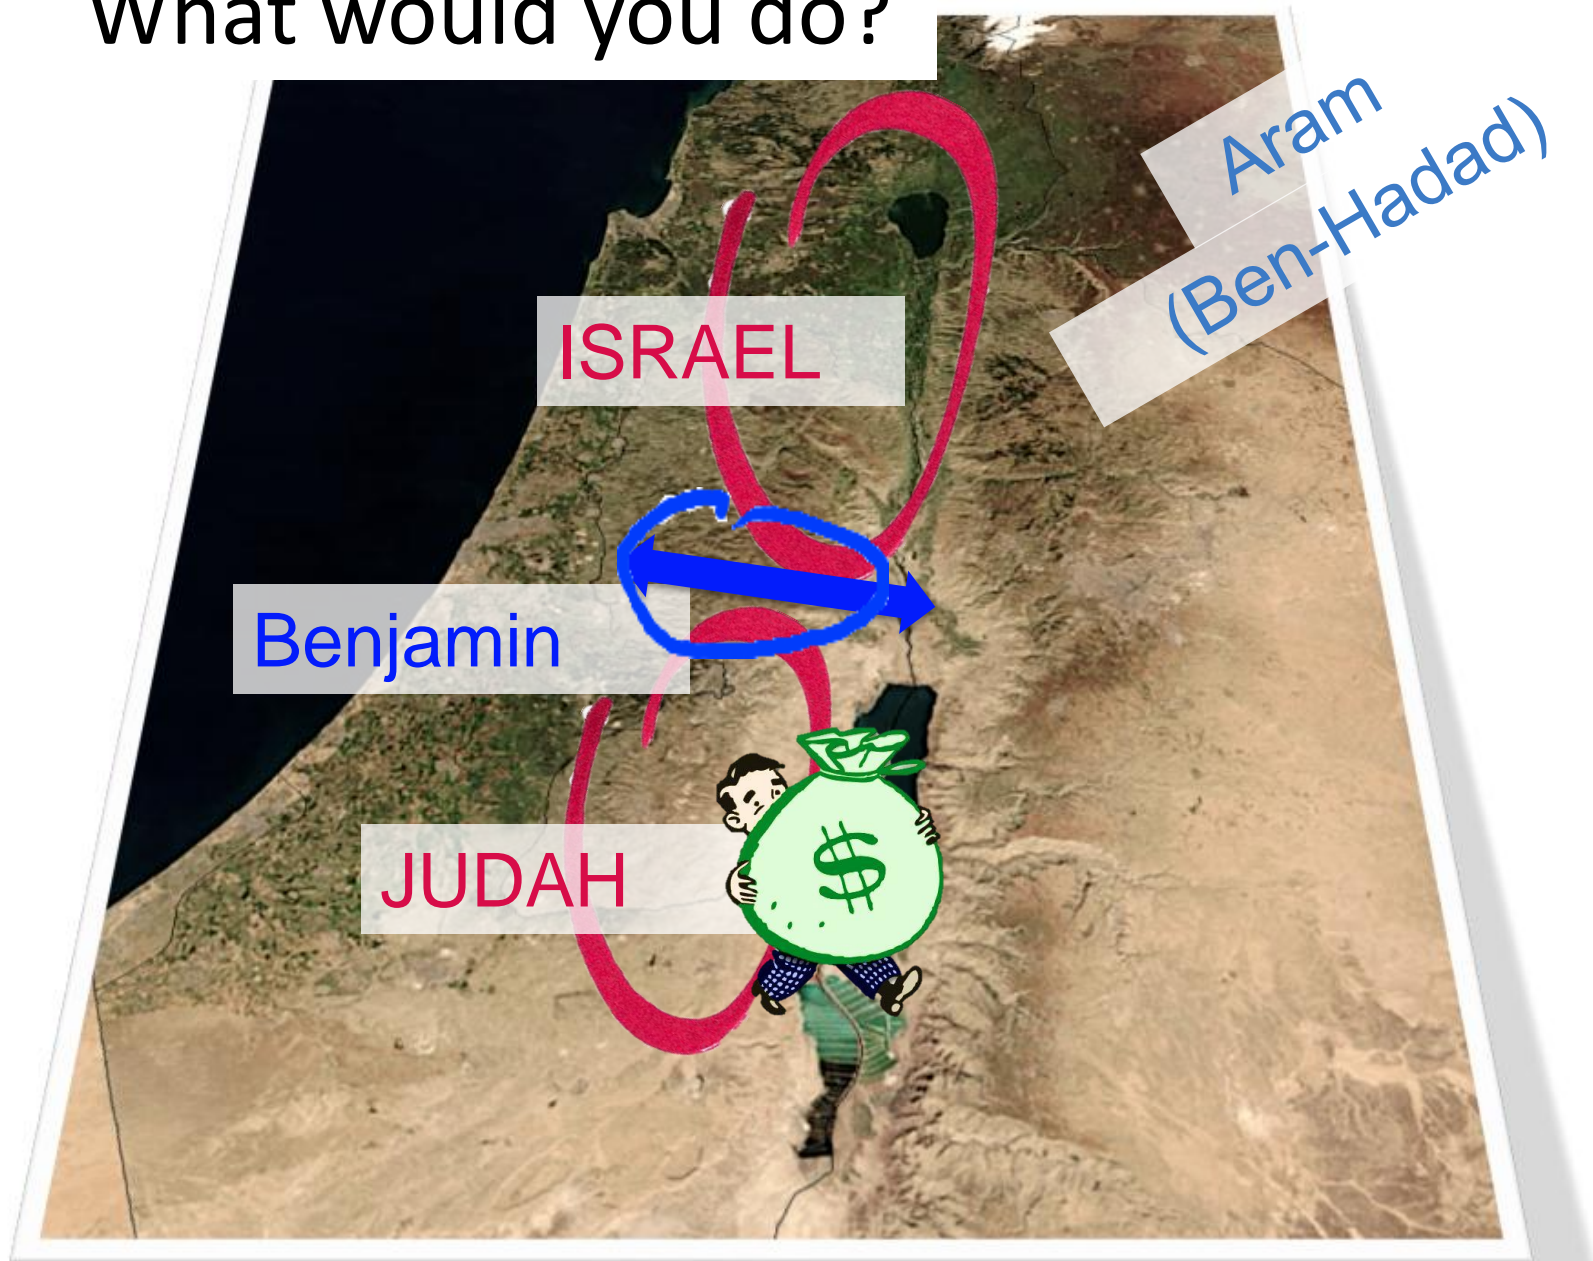 What would you do?
Aram
(Ben-Hadad)
ISRAEL
Benjamin
JUDAH
$